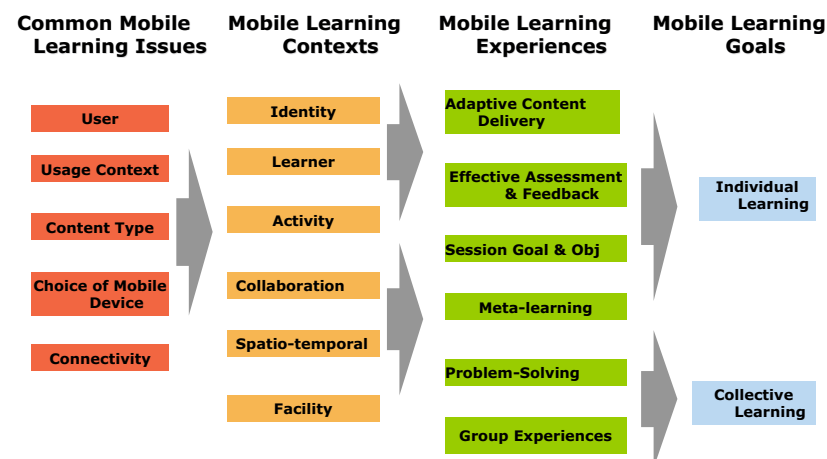 Common Mobile
Learning Issues
Mobile Learning
Contexts
Mobile Learning
Experiences
Mobile Learning
Goals
User
Usage Context
Content Type
Choice of Mobile
Device
Connectivity
Identity
Learner
Activity
Collaboration
Spatio-temporal
Facility
Adaptive Content
Delivery
Effective Assessment
& Feedback
Session Goal & Obj
Meta-learning
Problem-Solving
Group Experiences
Individual
Learning
Collective
Learning